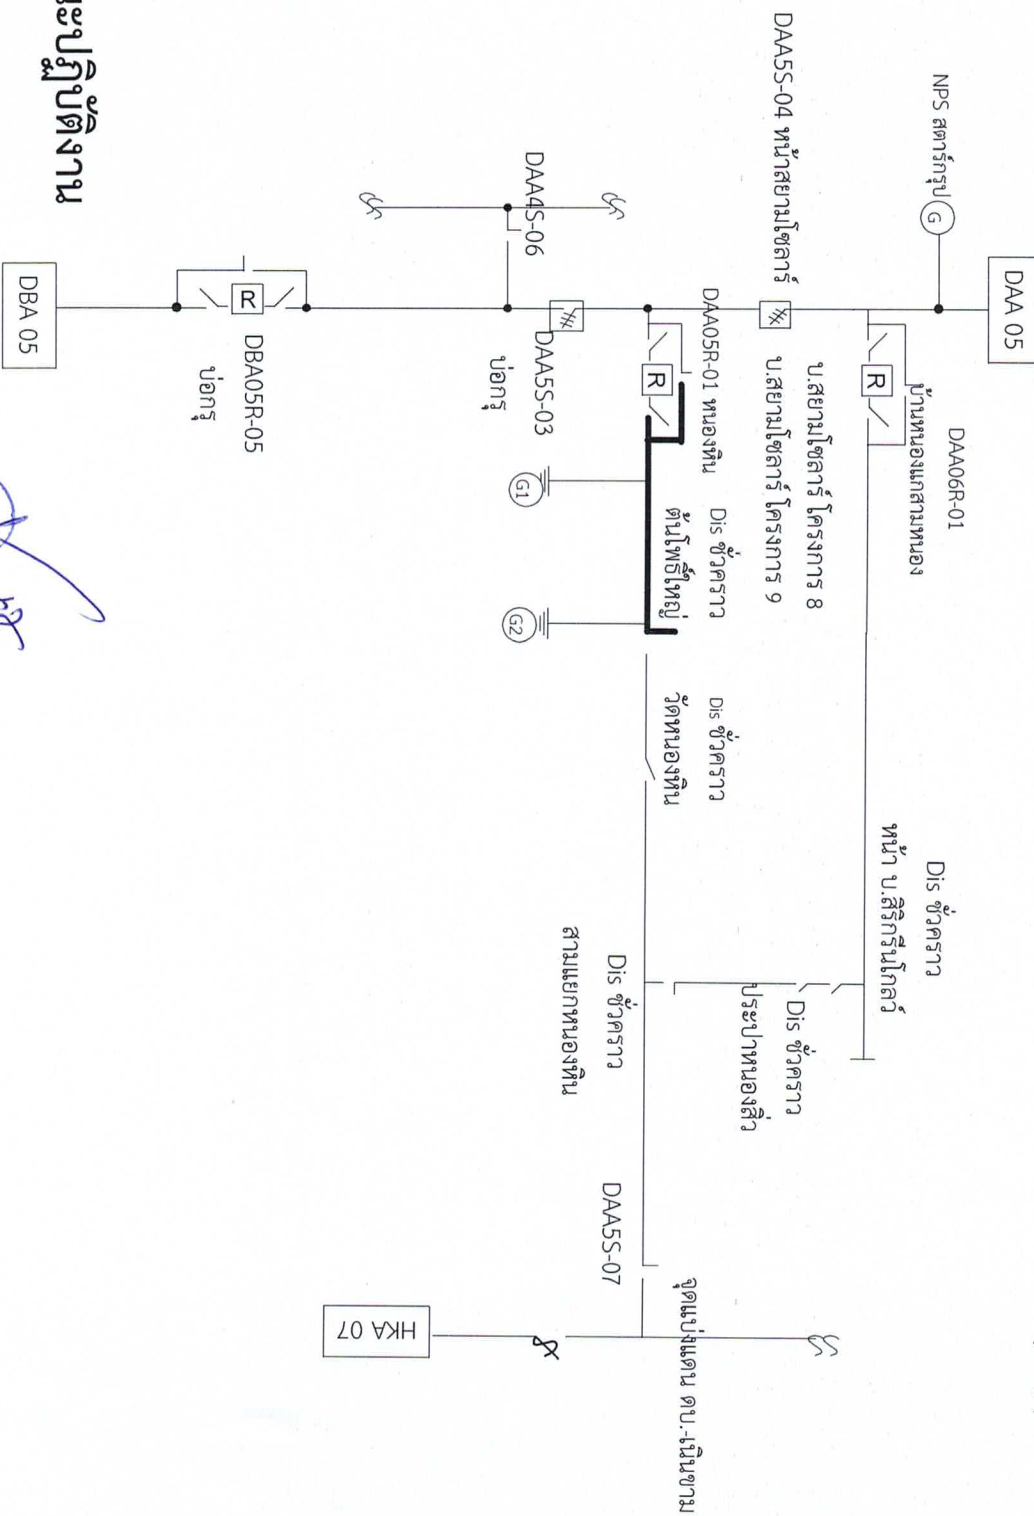 ะปฏิบัติงาน
DAA 05
NPS สตาร์กรุป
G
DAA06R-01
บ้านหนองแกสามหนอง
R
DAA5S-04 หน้าสยามโซลาร์
บ.สยามโซลาร์ โครงการ 8
บ.สยามโซลาร์ โครงการ 9
Dis ชั่วคราว
หน้า บ.สิริกรีนโกลว์
DAA05R-01 หนองหิน
R
Dis ชั่วคราว
ต้นโพธิ์ใหญ่
G1
G2
Dis ชั่วคราว
วัดหนองหิน
Dis ชั่วคราว
ประปาหนองสิ่ว
Dis ชั่วคราว
สามแยกหนองหิน
DAA5S-07
จุดแบ่งแดน ดบ.-เนินขาม
HKA 07
DAA5S-03
บ่อกรุ
DAA4S-06
R
DBA05R-05
บ่อกรุ
DBA 05